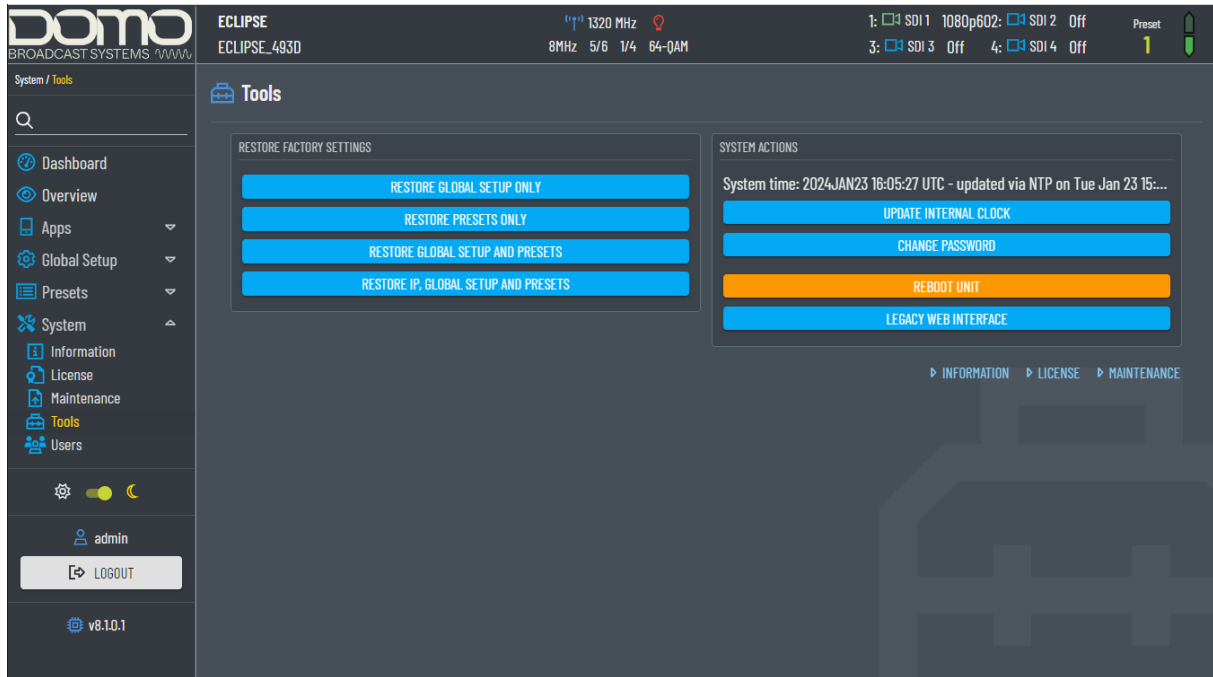 DOMO
BROADCAST SYSTEMS
ECLIPSE
ECLIPSE_493D
1320 MHz
8MHz 5/6 1/4 64-QAM
1: SDI 1 1080p60 2: SDI 2 Off
3: SDI 3 Off 4: SDI 4 Off
Preset
1
System / Tools
Dashboard
Overview
Apps
Global Setup
Presets
System
Information
License
Maintenance
Tools
Users
admin
LOGOUT
v8.1.0.1
Tools
RESTORE FACTORY SETTINGS
RESTORE GLOBAL SETUP ONLY
RESTORE PRESETS ONLY
RESTORE GLOBAL SETUP AND PRESETS
RESTORE IP, GLOBAL SETUP AND PRESETS
SYSTEM ACTIONS
System time: 2024JAN23 16:05:27 UTC - updated via NTP on Tue Jan 23 15:...
UPDATE INTERNAL CLOCK
CHANGE PASSWORD
REBOOT UNIT
LEGACY WEB INTERFACE
INFORMATION LICENSE MAINTENANCE